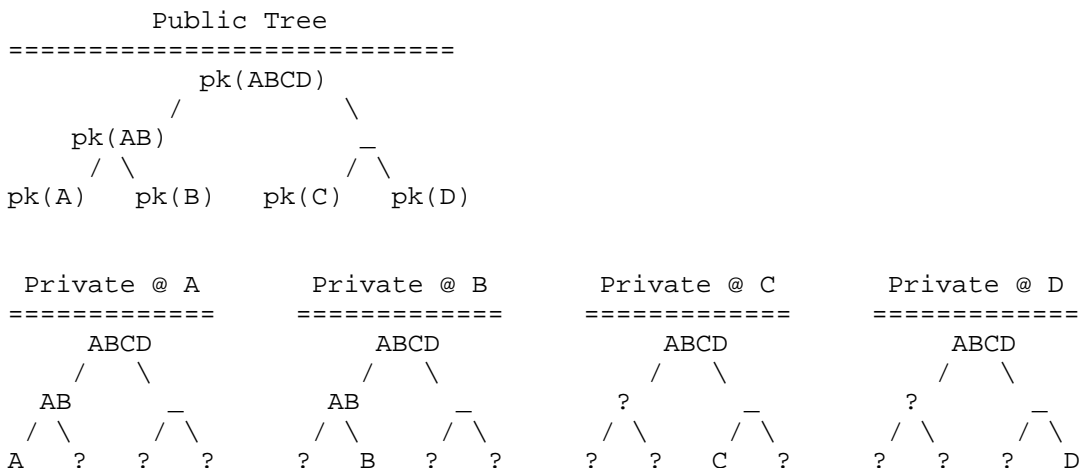 Public Tree
============================
pk(ABCD)
/ \
pk(AB) _
/ \ / \
pk(A) pk(B) pk(C) pk(D)
Private @ A Private @ B Private @ C Private @ D
============= ============= ============= =============
ABCD ABCD ABCD ABCD
/ \ / \ / \ / \
AB _ AB _ ? _ ? _
/ \ / \ / \ / \ / \ / \ / \ / \
A ? ? ? ? B ? ? ? ? C ? ? ? ? D